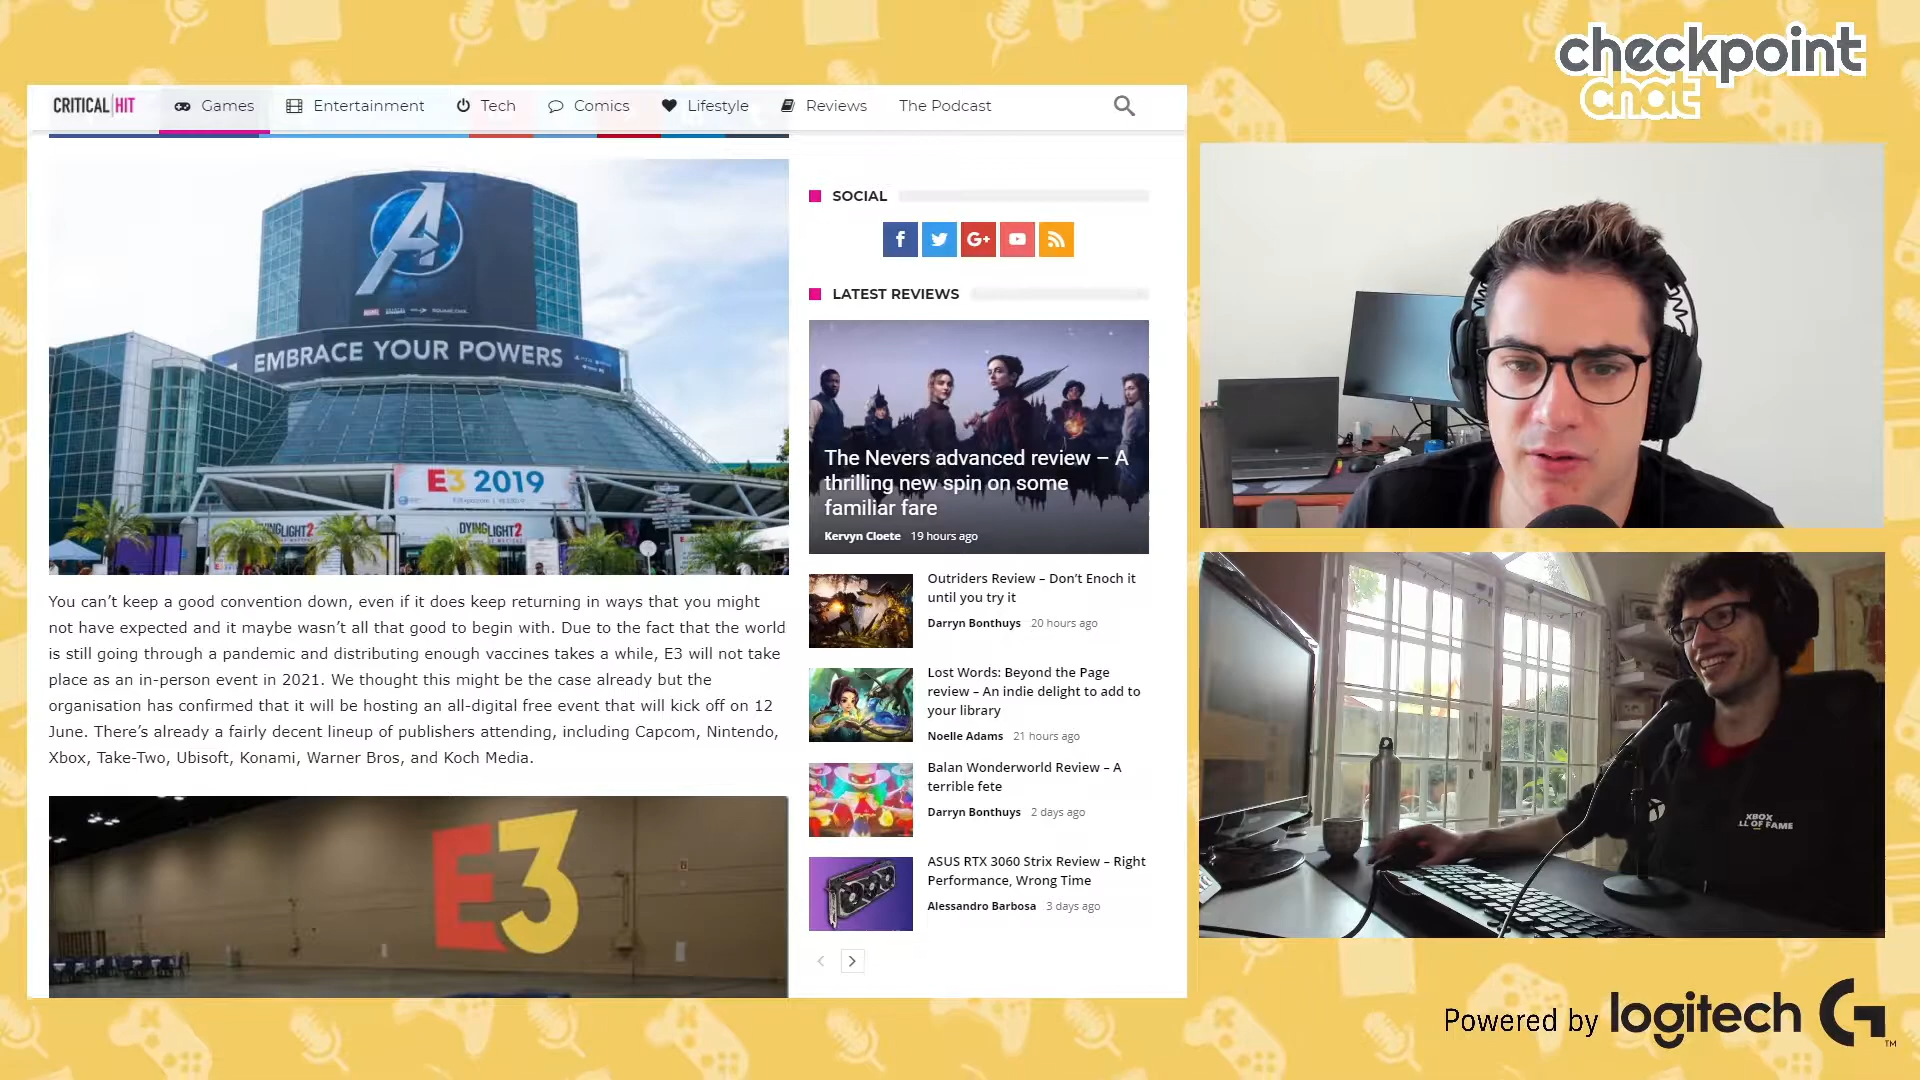 checkpoint
chat
CRITICAL HIT
Games
Entertainment
Tech
Comics
Lifestyle
Reviews
The Podcast
MARVEL
SQUARE ENIX
EMBRACE YOUR POWERS
E3 2019
DYING LIGHT 2
DYING LIGHT 2
You can’t keep a good convention down, even if it does keep returning in ways that you might
not have expected and it maybe wasn’t all that good to begin with. Due to the fact that the world
is still going through a pandemic and distributing enough vaccines takes a while, E3 will not take
place as an in-person event in 2021. We thought this might be the case already but the
organisation has confirmed that it will be hosting an all-digital free event that will kick off on 12
June. There’s already a fairly decent lineup of publishers attending, including Capcom, Nintendo,
Xbox, Take-Two, Ubisoft, Konami, Warner Bros, and Koch Media.
E3
SOCIAL
f
G+
LATEST REVIEWS
The Nevers advanced review – A
thrilling new spin on some
familiar fare
Kervyn Cloete 19 hours ago
Outriders Review – Don’t Enoch it
until you try it
Darryn Bonthuys 20 hours ago
Lost Words: Beyond the Page
review – An indie delight to add to
your library
Noelle Adams 21 hours ago
Balan Wonderworld Review – A
terrible fete
Darryn Bonthuys 2 days ago
ASUS RTX 3060 Strix Review – Right
Performance, Wrong Time
Alessandro Barbosa 3 days ago
XBOX
LL OF FAME
Powered by logitech G
TM